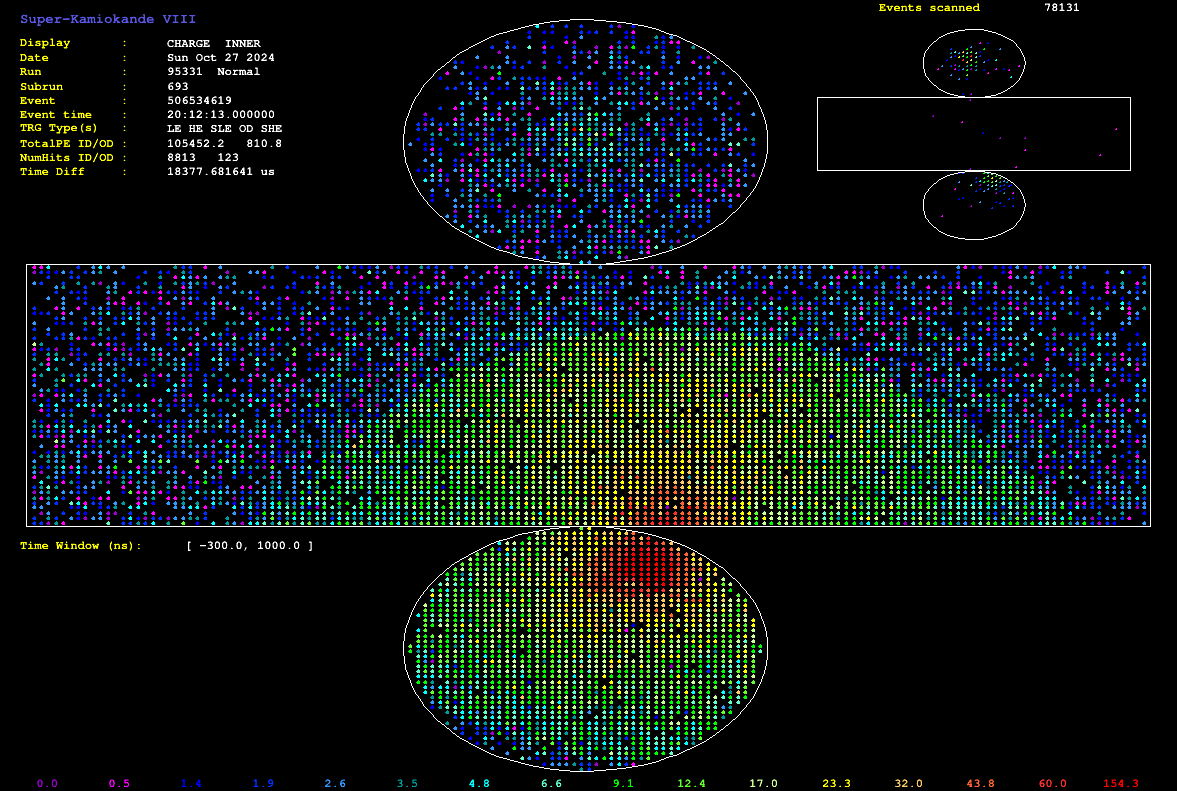 Super-Kamiokande VIII
Events scanned 78131
Display : CHARGE INNER
Date : Sun Oct 27 2024
Run : 95331 Normal
Subrun : 693
Event : 506534619
Event time : 20:12:13.000000
TRG Type(s) : LE HE SLE OD SHE
TotalPE ID/OD : 105452.2 810.8
NumHits ID/OD : 8813 123
Time Diff : 18377.681641 us
Time Window (ns): [ -300.0, 1000.0 ]
0.0 0.5 1.4 1.9 2.6 3.5 4.8 6.6 9.1 12.4 17.0 23.3 32.0 43.8 60.0 154.3